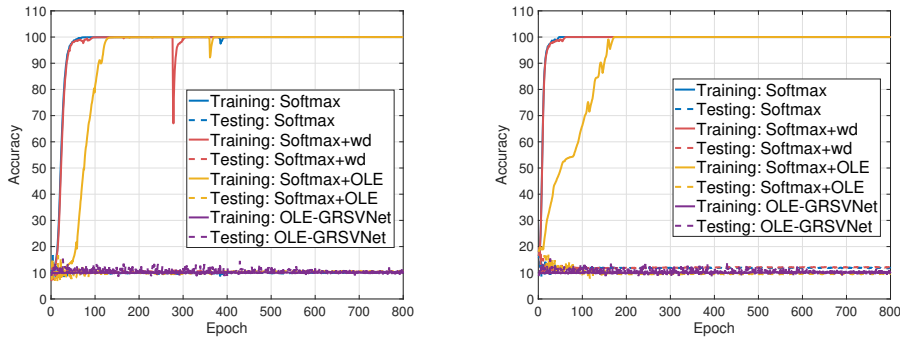 110
100
90
80
70
60
50
40
30
20
10
0
Accuracy
0 100 200 300 400 500 600 700 800
Epoch
Training: Softmax
Testing: Softmax
Training: Softmax+wd
Testing: Softmax+wd
Training: Softmax+OLE
Testing: Softmax+OLE
Training: OLE-GRSVNet
Testing: OLE-GRSVNet
110
100
90
80
70
60
50
40
30
20
10
0
Accuracy
0 100 200 300 400 500 600 700 800
Epoch
Training: Softmax
Testing: Softmax
Training: Softmax+wd
Testing: Softmax+wd
Training: Softmax+OLE
Testing: Softmax+OLE
Training: OLE-GRSVNet
Testing: OLE-GRSVNet